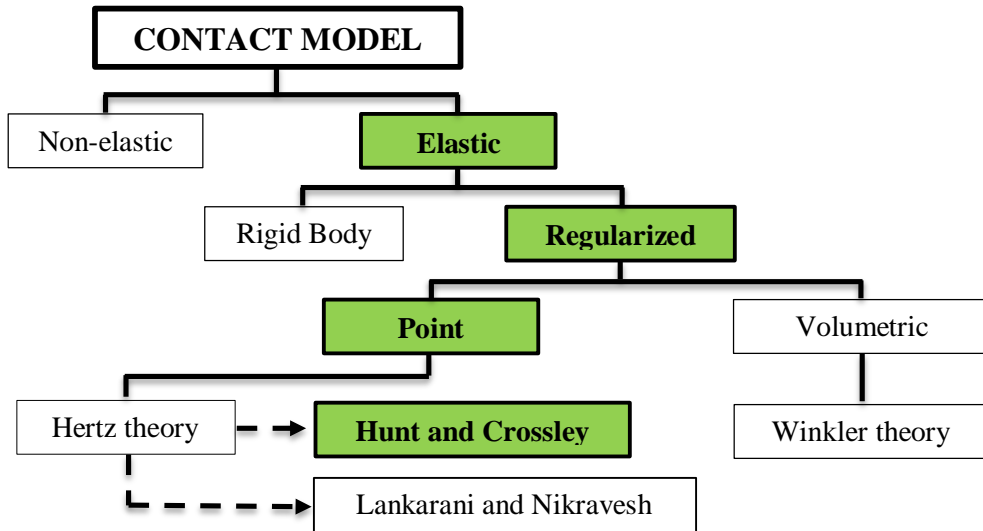 CONTACT MODEL
Non-elastic
Elastic
Rigid Body
Regularized
Point
Volumetric
Hertz theory
Hunt and Crossley
Winkler theory
Lankarani and Nikravesh